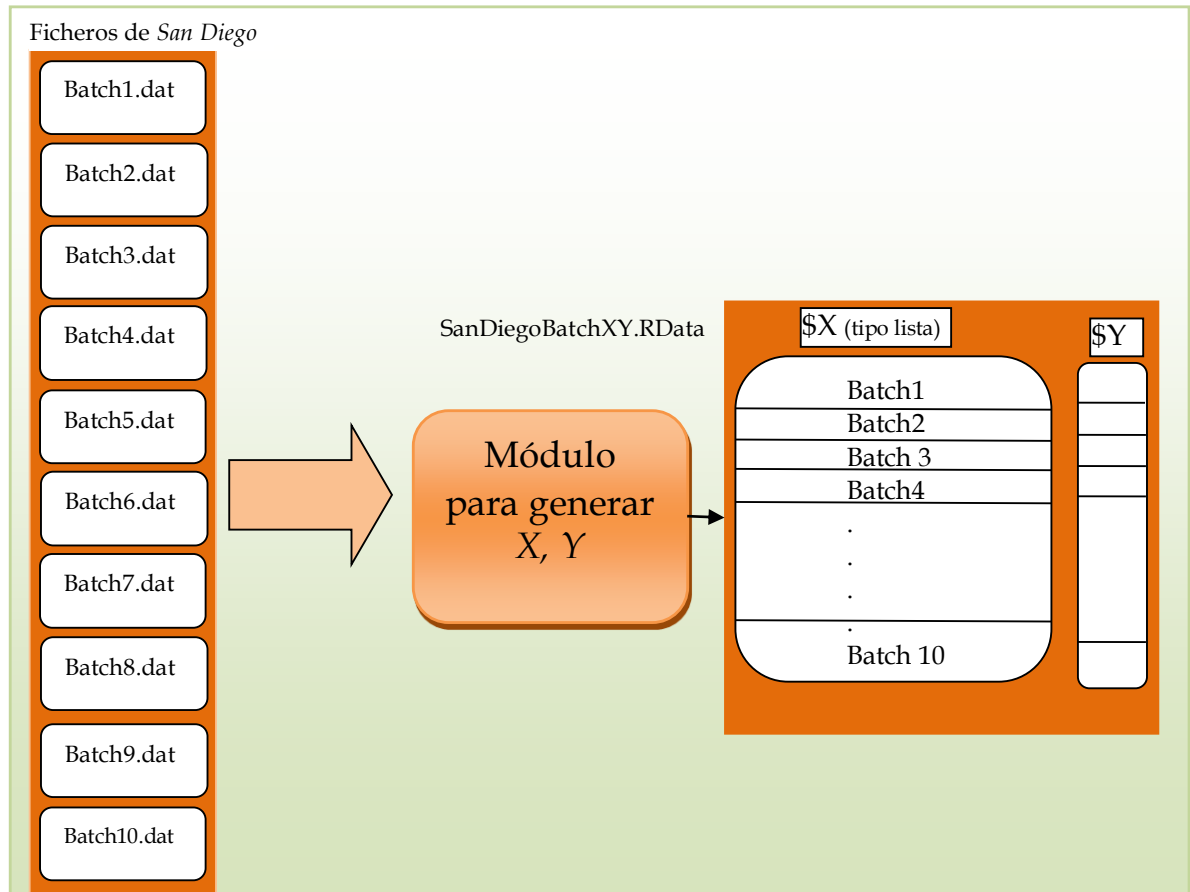 Ficheros de San Diego
Batch1.dat
Batch2.dat
Batch3.dat
Batch4.dat
Batch5.dat
Batch6.dat
Batch7.dat
Batch8.dat
Batch9.dat
Batch10.dat
Módulo
para generar
X, Y
SanDiegoBatchXY.RData
$X (tipo lista)
$Y
Batch1
Batch2
Batch 3
Batch4
.
.
.
.
Batch 10